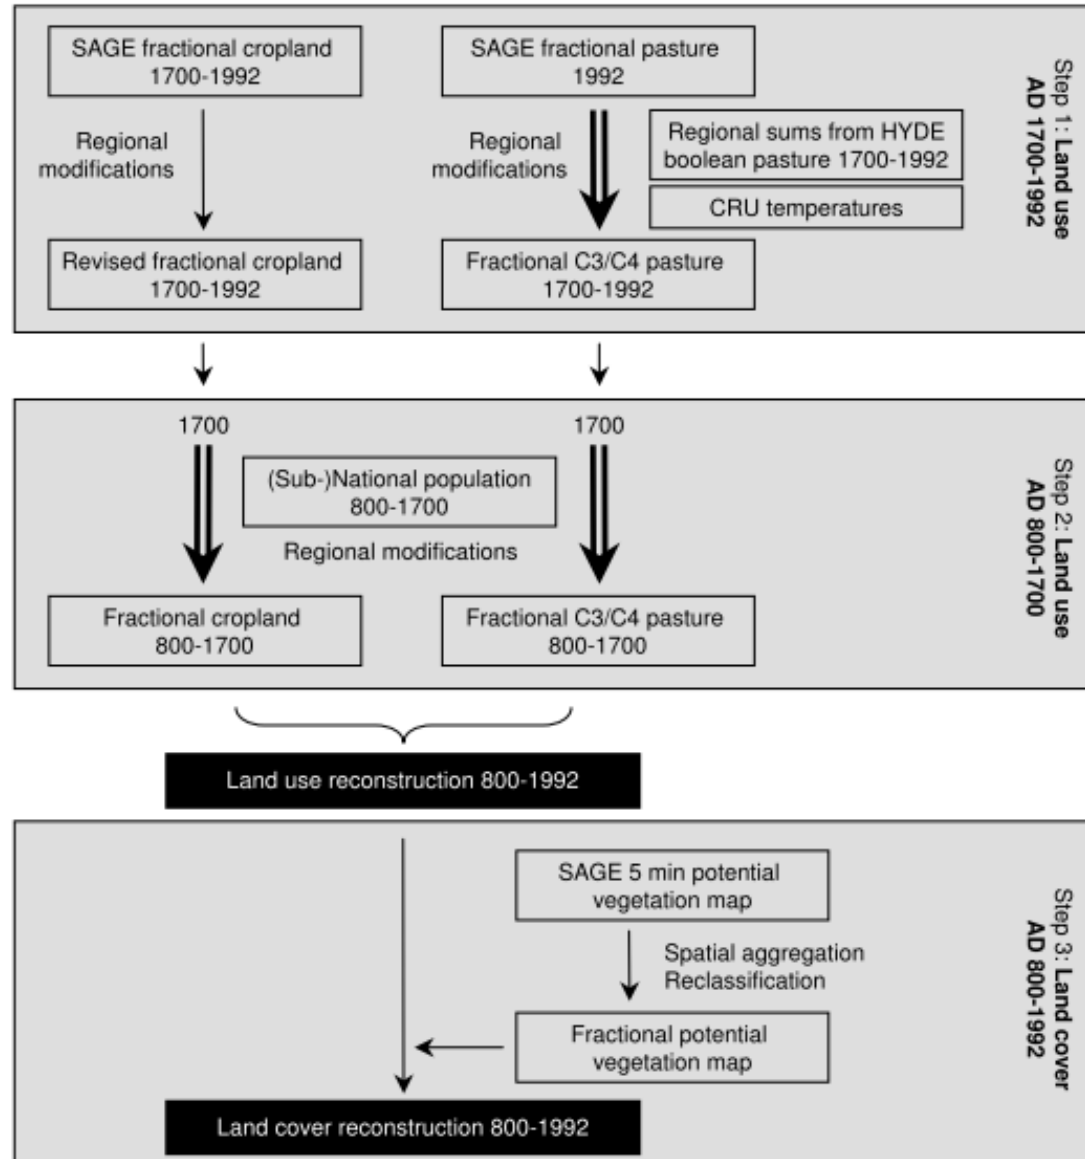 SAGE fractional cropland
1700-1992
SAGE fractional pasture
1992
Regional
modifications
Regional
modifications
Regional sums from HYDE
boolean pasture 1700-1992
CRU temperatures
Revised fractional cropland
1700-1992
Fractional C3/C4 pasture
1700-1992
Step 1: Land use
AD 1700-1992
1700
1700
(Sub-)National population
800-1700
Regional modifications
Fractional cropland
800-1700
Fractional C3/C4 pasture
800-1700
Step 2: Land use
AD 800-1700
Land use reconstruction 800-1992
SAGE 5 min potential
vegetation map
Spatial aggregation
Reclassification
Fractional potential
vegetation map
Land cover reconstruction 800-1992
Step 3: Land cover
AD 800-1992